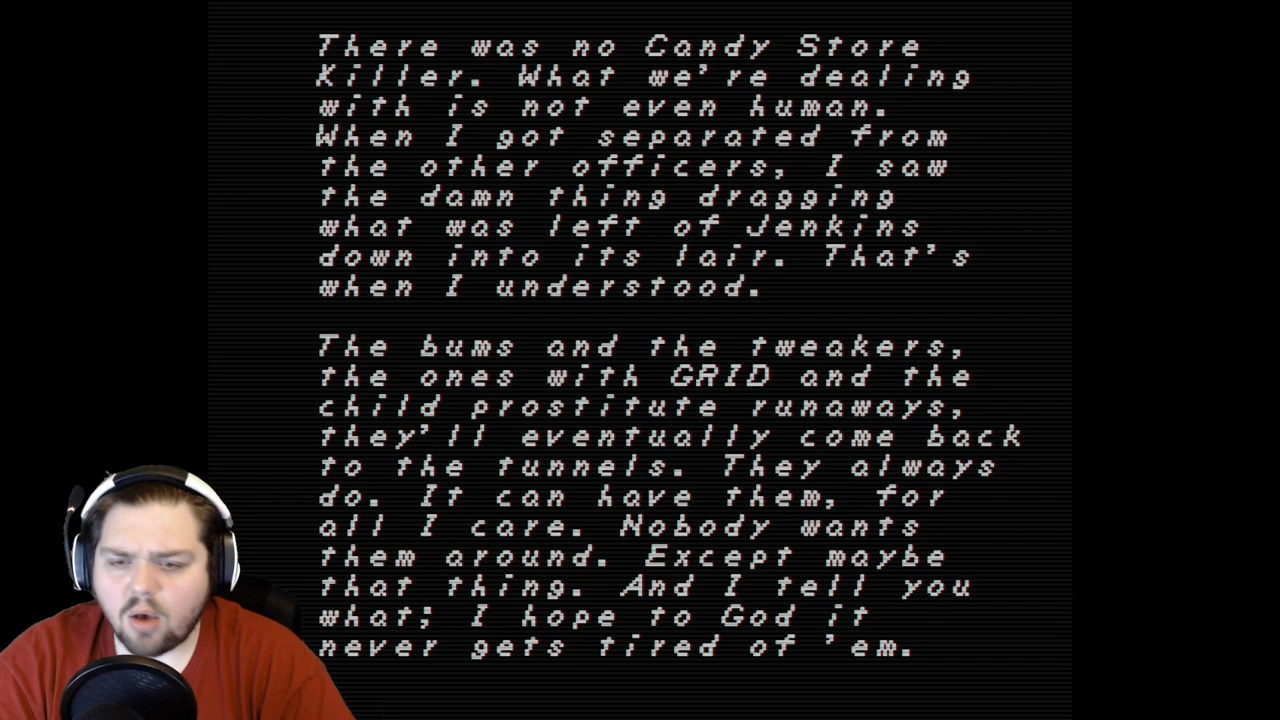 There was no Candy Store
Killer. What we're dealing
with is not even human.
When I got separated from
the other officers, I saw
the damn thing dragging
what was left of Jenkins
down into its lair. That's
when I understood.
The bums and the tweakers,
the ones with GRID and the
child prostitute runaways,
they'll eventually come back
to the tunnels. They always
do. It can have them, for
all I care. Nobody wants
them around. Except maybe
that thing. And I tell you
what; I hope to God it
never gets tired of 'em.